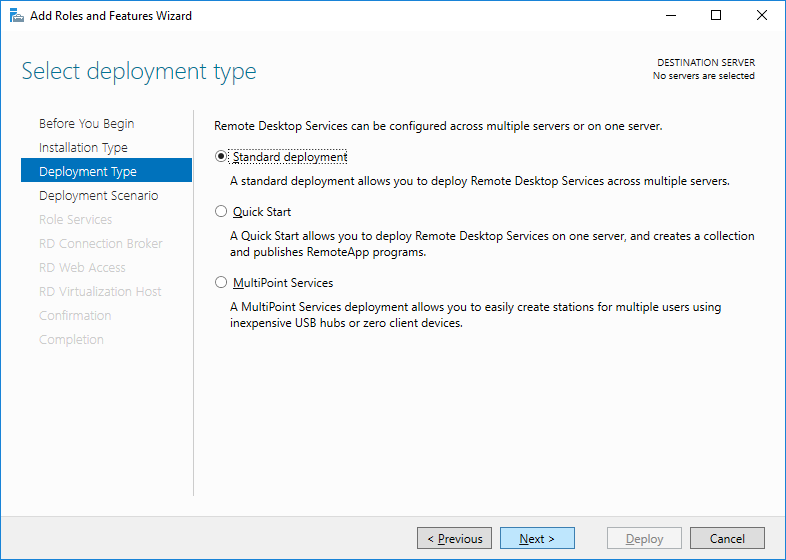 Add Roles and Features Wizard
Select deployment type
DESTINATION SERVER
No servers are selected
Before You Begin
Installation Type
Deployment Type
Deployment Scenario
Role Services
RD Connection Broker
RD Web Access
RD Virtualization Host
Confirmation
Completion
Remote Desktop Services can be configured across multiple servers or on one server.
Standard deployment
A standard deployment allows you to deploy Remote Desktop Services across multiple servers.
Quick Start
A Quick Start allows you to deploy Remote Desktop Services on one server, and creates a collection
and publishes RemoteApp programs.
MultiPoint Services
A MultiPoint Services deployment allows you to easily create stations for multiple users using
inexpensive USB hubs or zero client devices.
< Previous
Next >
Deploy
Cancel